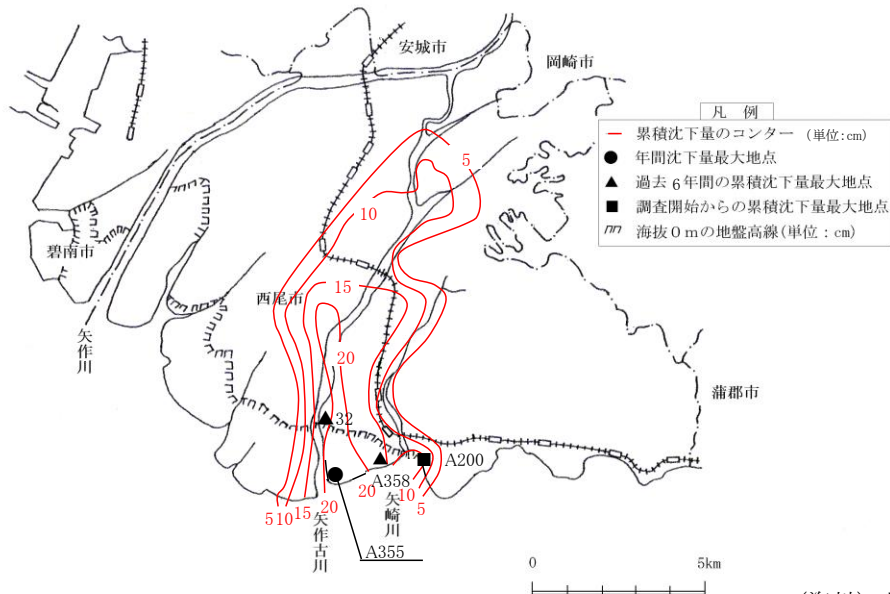 安城市
岡崎市
凡 例
累積沈下量のコンター (単位:cm)
年間沈下量最大地点
過去6年間の累積沈下量最大地点
調査開始からの累積沈下量最大地点
海抜0mの地盤高線(単位:cm)
5
10
碧南市
西尾市
15
矢作川
20
蒲郡市
32
A200
A358
20
10
5
5
10
15
20
矢作古川
矢崎川
A355
0
5km